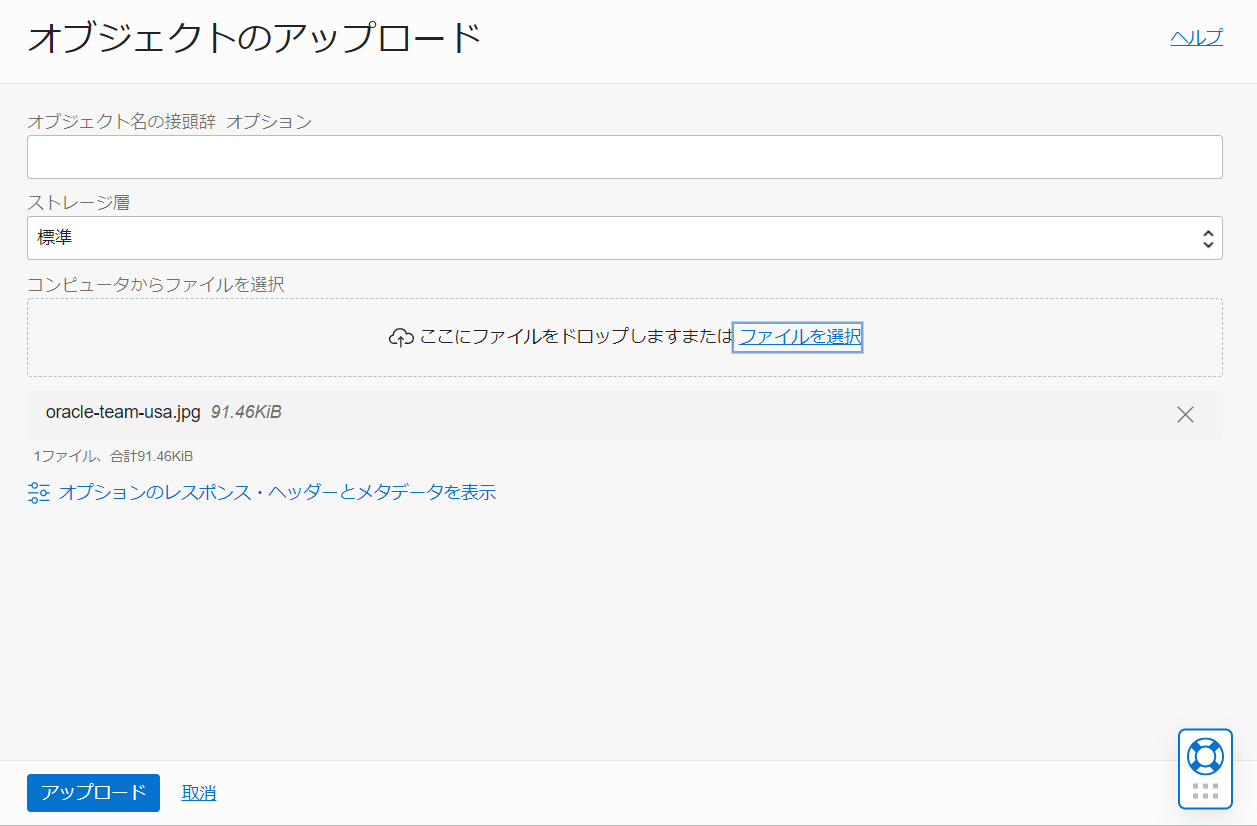 オブジェクトのアップロード
ヘルプ
オブジェクト名の接頭辞 オプション
ストレージ層
標準
コンピュータからファイルを選択
ここにファイルをドロップしますまたはファイルを選択
oracle-team-usa.jpg 91.46KiB
1ファイル、合計91.46KiB
オプションのレスポンス・ヘッダーとメタデータを表示
アップロード 取消